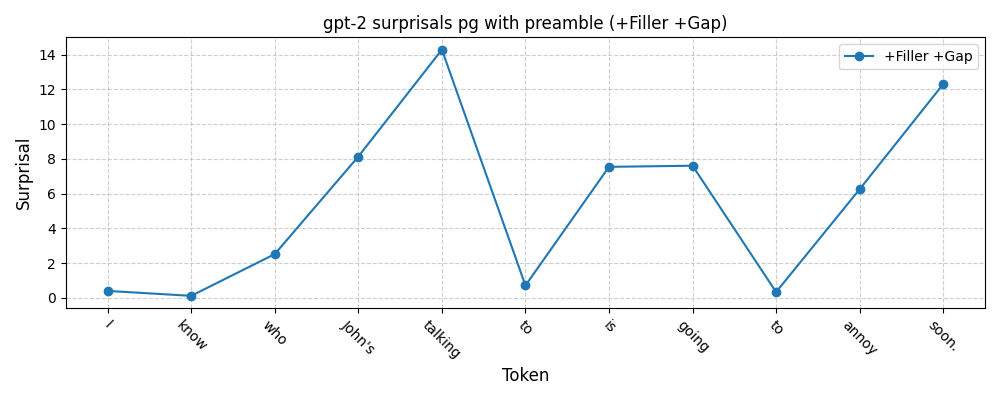 gpt-2 surprisals pg with preamble (+Filler +Gap)
+Filler +Gap
Surprisal
14
12
10
8
6
4
2
0
I
know
who
John's
talking
to
is
going
to
annoy
soon.
Token